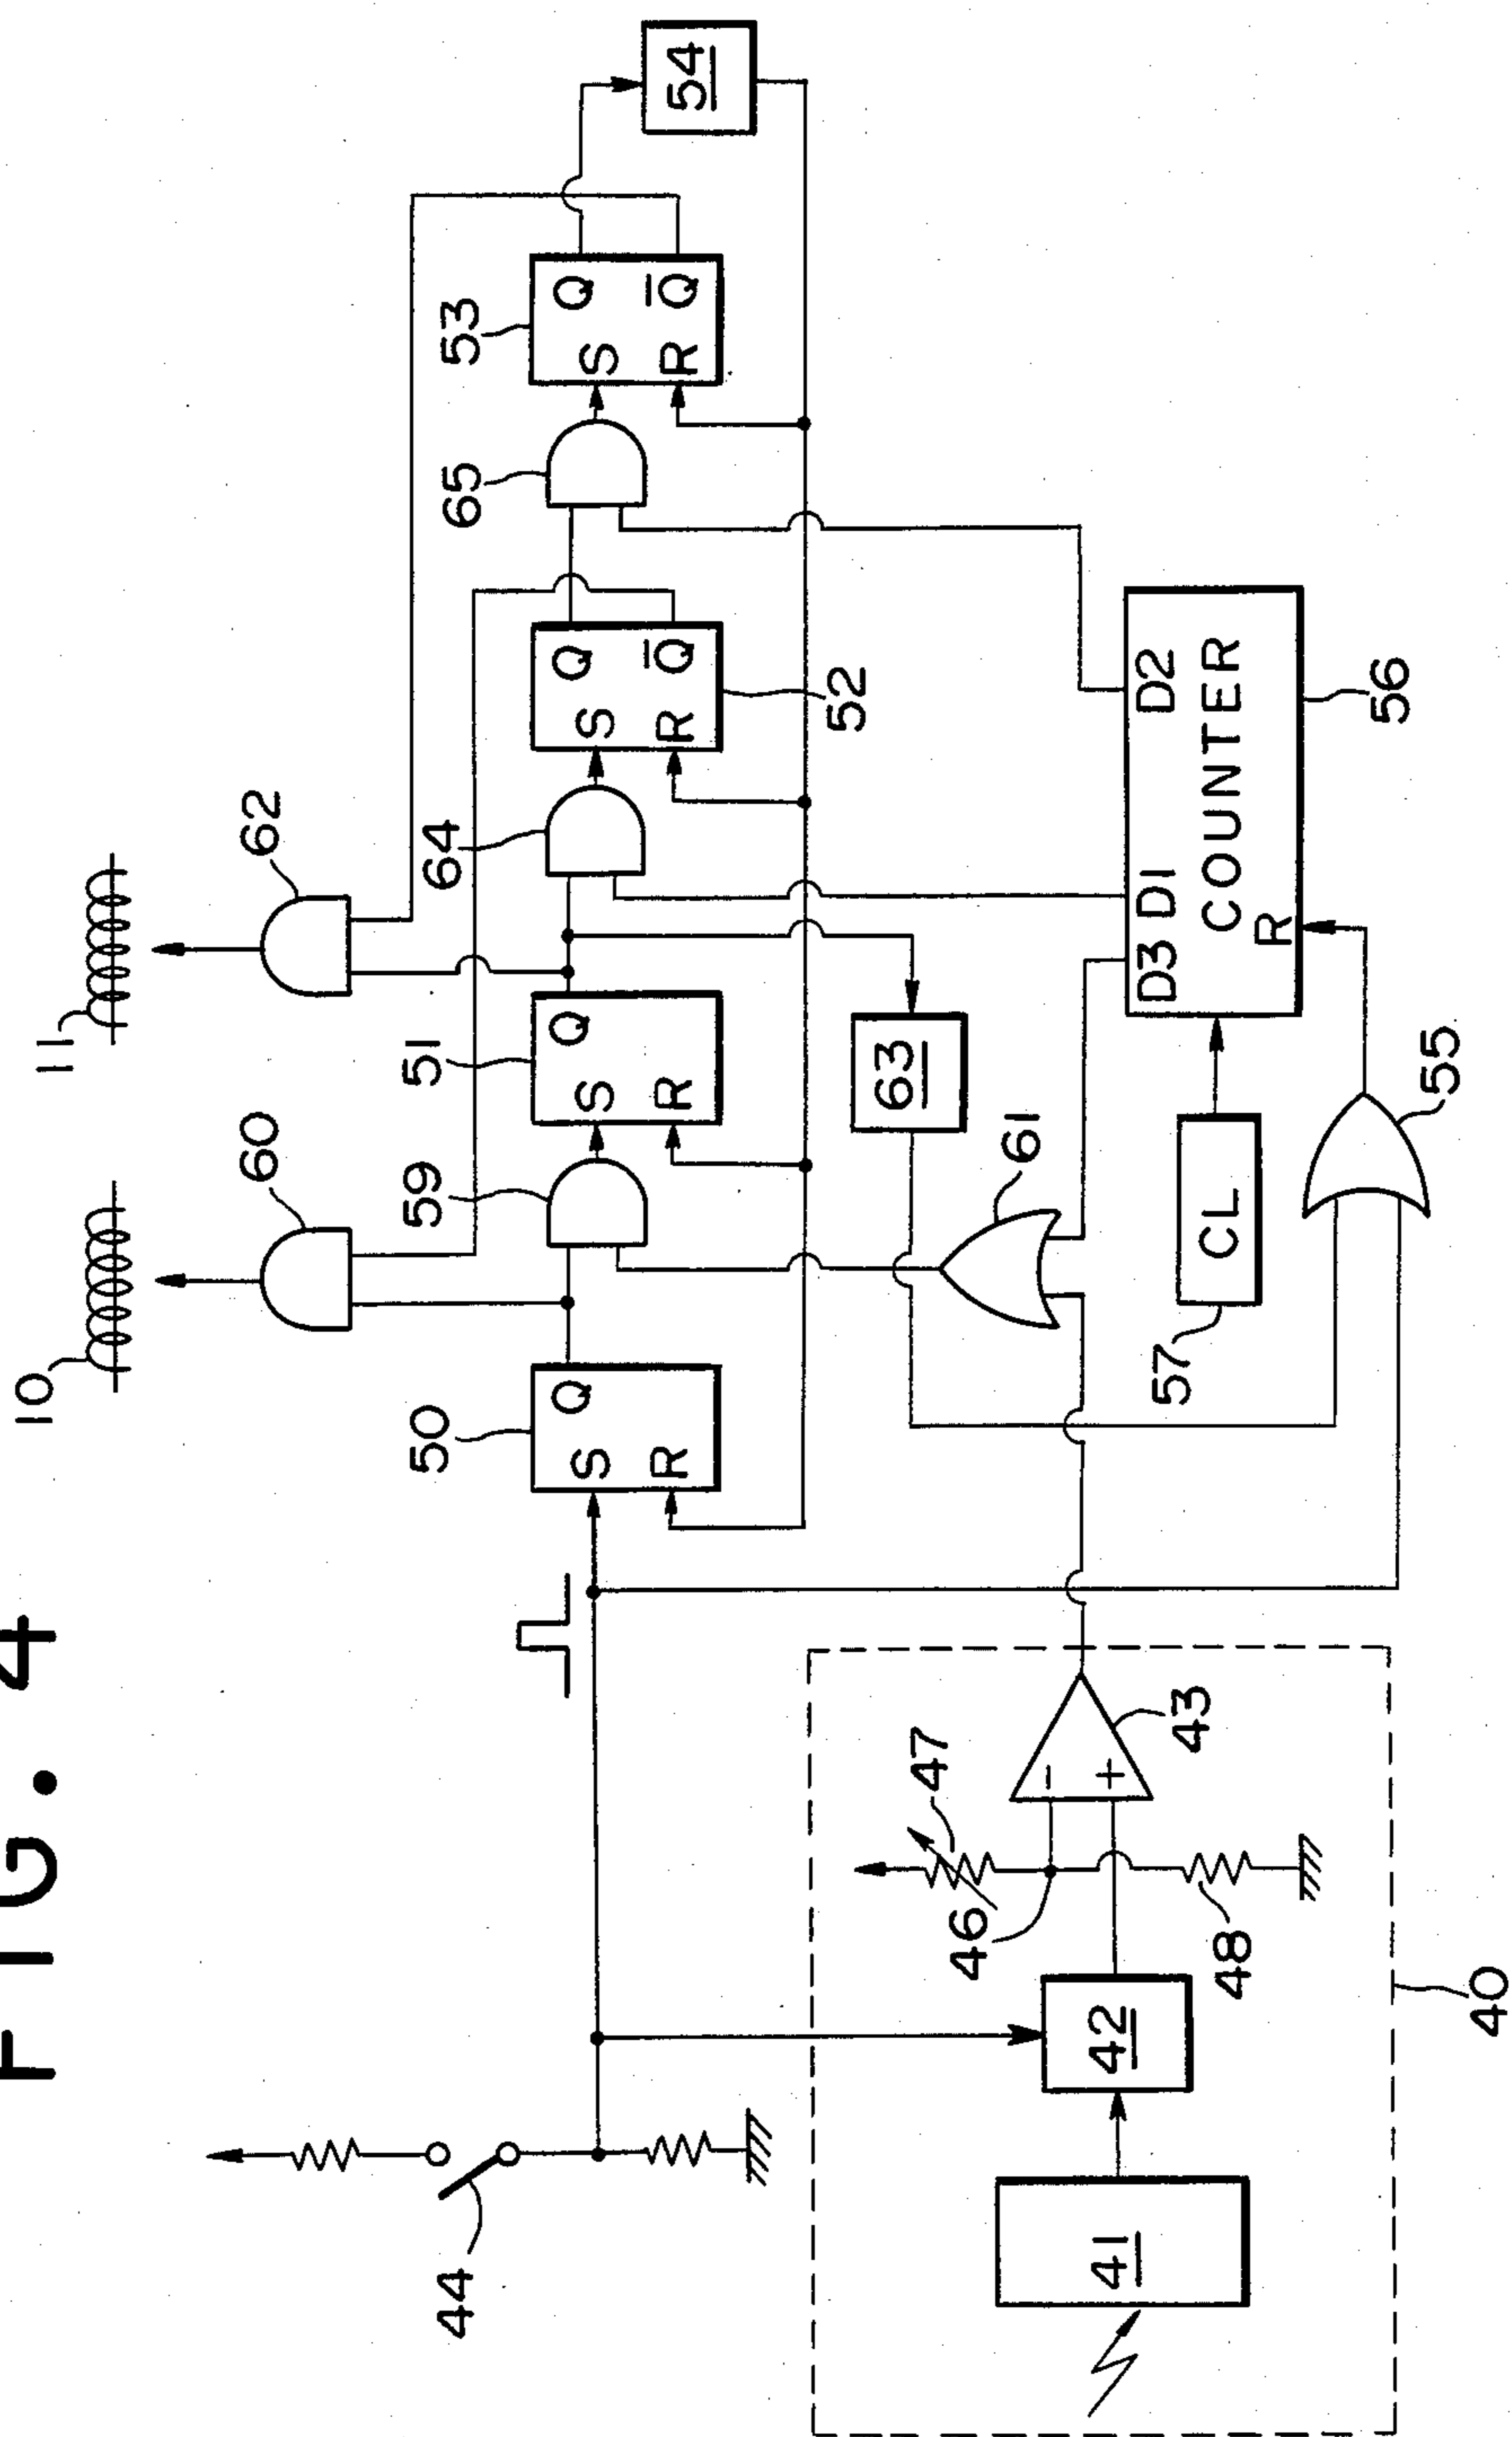 FIG. 4
10
11
60
62
50
S
Q
R
59
51
S
Q
R
64
52
S
Q
R
Q̅
65
53
S
Q
R
Q̅
54
44
63
61
D3
D1
D2
COUNTER
R
56
CL
57
55
40
41
42
43
−
+
46
47
48